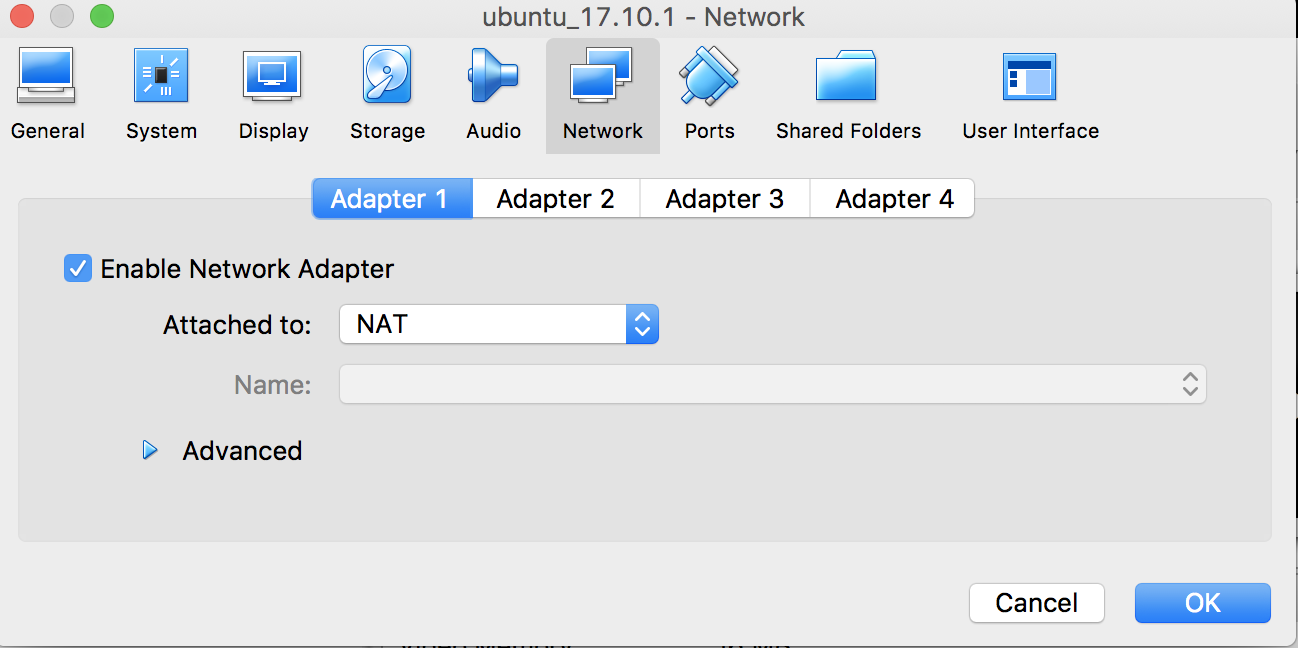 ubuntu_17.10.1 - Network
General System Display Storage Audio Network Ports Shared Folders User Interface
Adapter 1 Adapter 2 Adapter 3 Adapter 4
Enable Network Adapter
Attached to: NAT
Name:
Advanced
Cancel OK